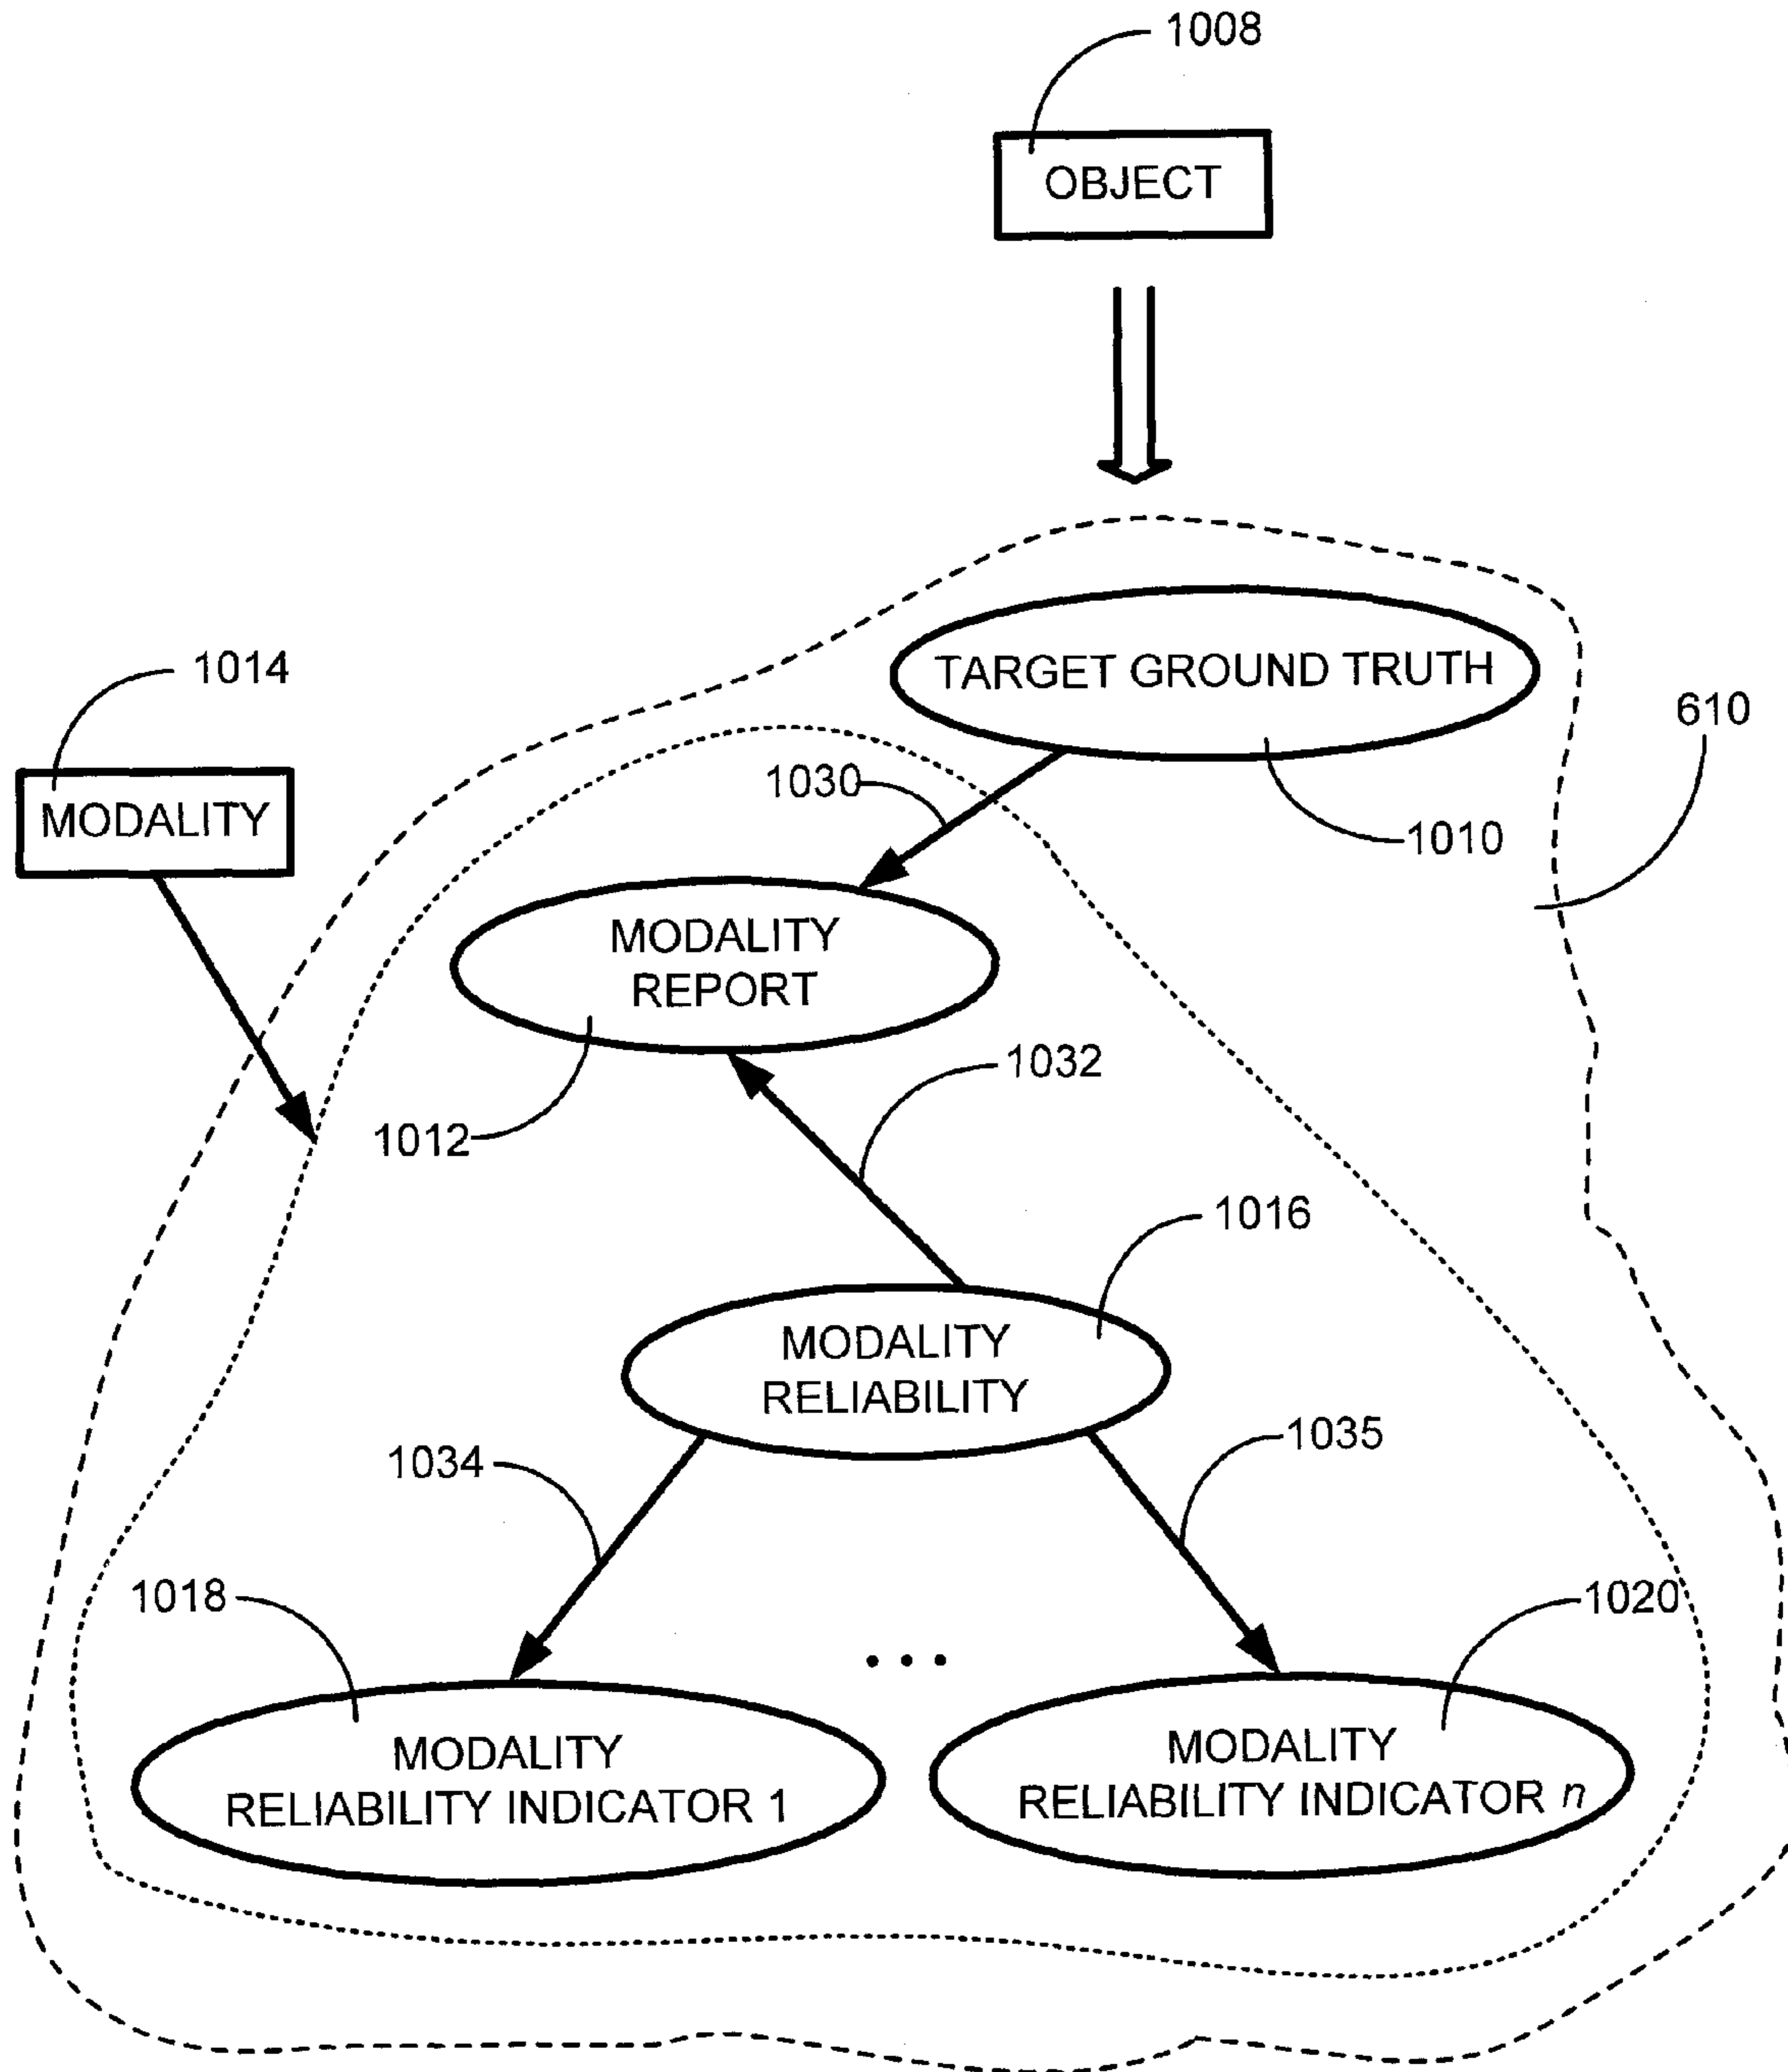 1008
OBJECT
TARGET GROUND TRUTH
1014
610
MODALITY
1030
1010
MODALITY
REPORT
1032
1012
1016
MODALITY
RELIABILITY
1034
1035
1018
1020
...
MODALITY
RELIABILITY INDICATOR 1
MODALITY
RELIABILITY INDICATOR n